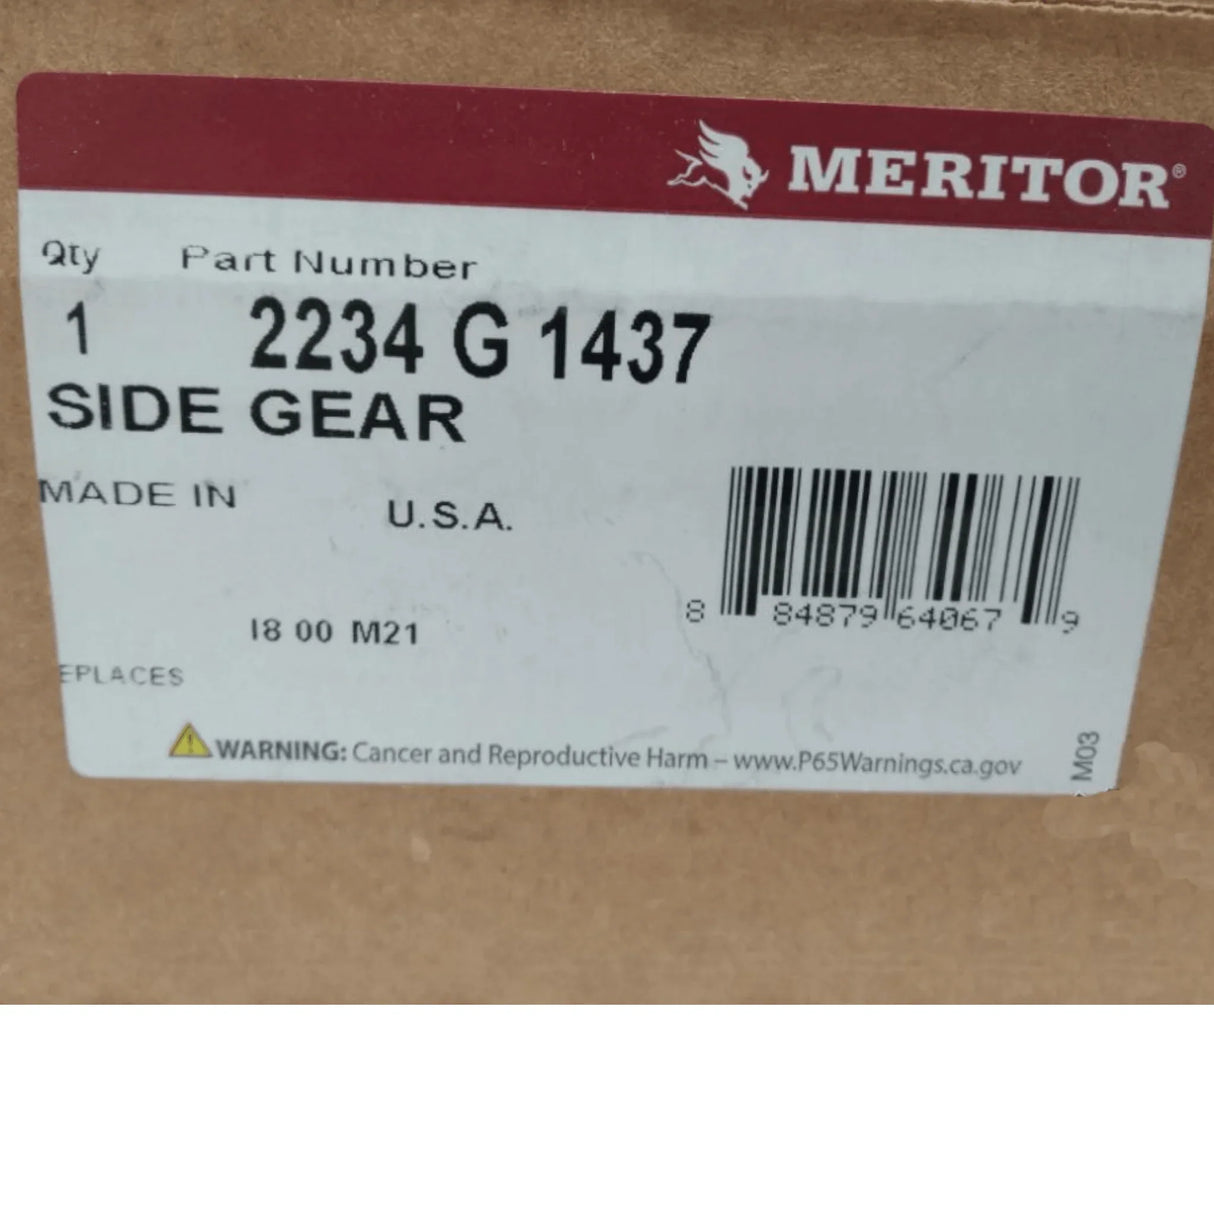 MERITOR®
Qty Part Number
1 2234 G 1437
SIDE GEAR
MADE IN U.S.A.
8 84879 64067 9
I8 00 M21
EPLACES
WARNING: Cancer and Reproductive Harm – www.P65Warnings.ca.gov
M03